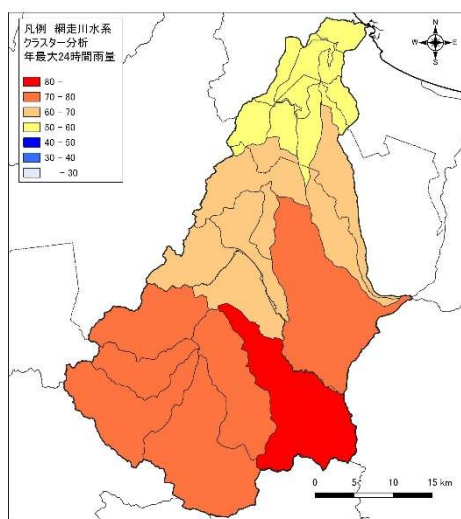 凡例 網走川水系
クラスター分析
年最大24時間雨量
80 -
70 - 80
60 - 70
50 - 60
40 - 50
30 - 40
- 30
N
W E
S
0 5 10 15 km